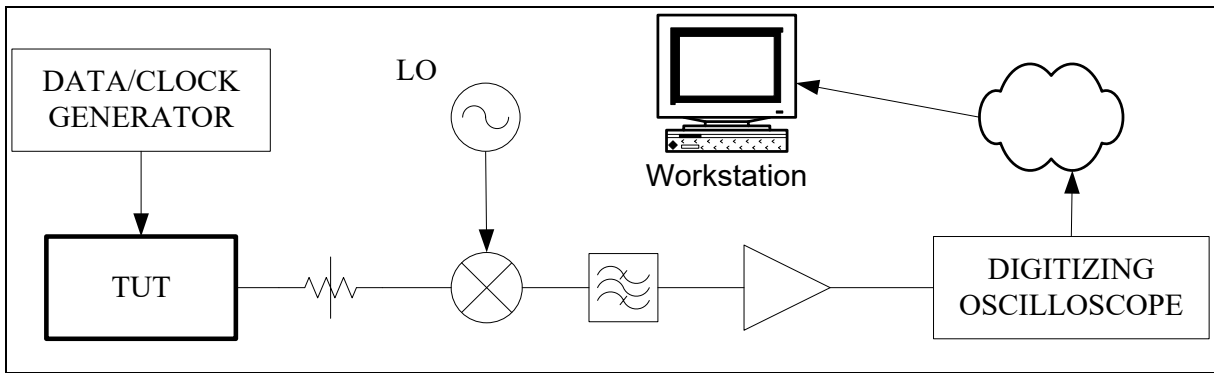 DATA/CLOCK
GENERATOR
LO
Workstation
TUT
DIGITIZING
OSCILLOSCOPE